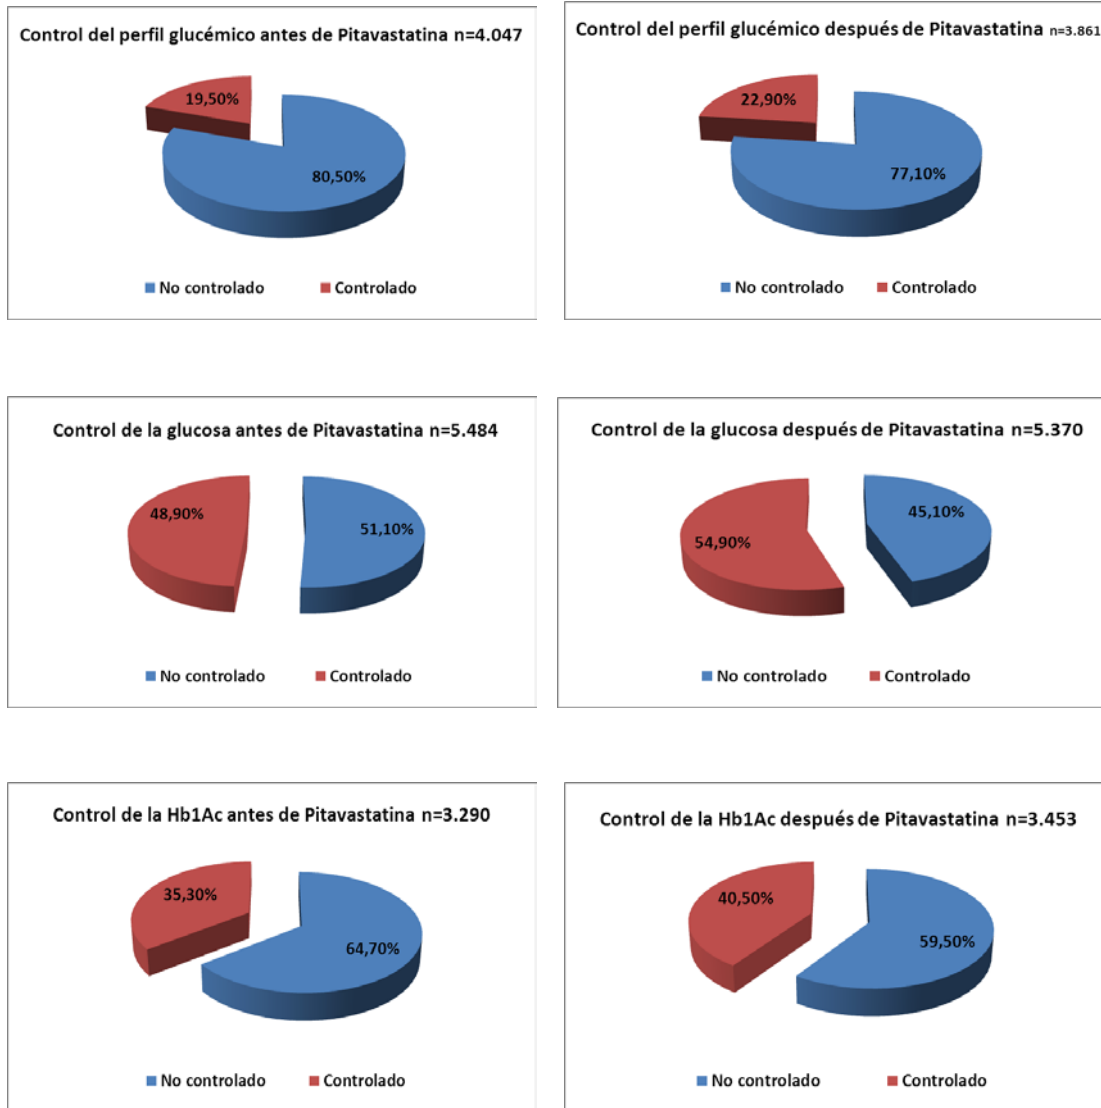 Control del perfil glucémico antes de Pitavastatina n=4.047
19,50%
80,50%
No controlado Controlado
Control del perfil glucémico después de Pitavastatina n=3.861
22,90%
77,10%
No controlado Controlado
Control de la glucosa antes de Pitavastatina n=5.484
48,90%
51,10%
No controlado Controlado
Control de la glucosa después de Pitavastatina n=5.370
45,10%
54,90%
No controlado Controlado
Control de la Hb1Ac antes de Pitavastatina n=3.290
35,30%
64,70%
No controlado Controlado
Control de la Hb1Ac después de Pitavastatina n=3.453
40,50%
59,50%
No controlado Controlado